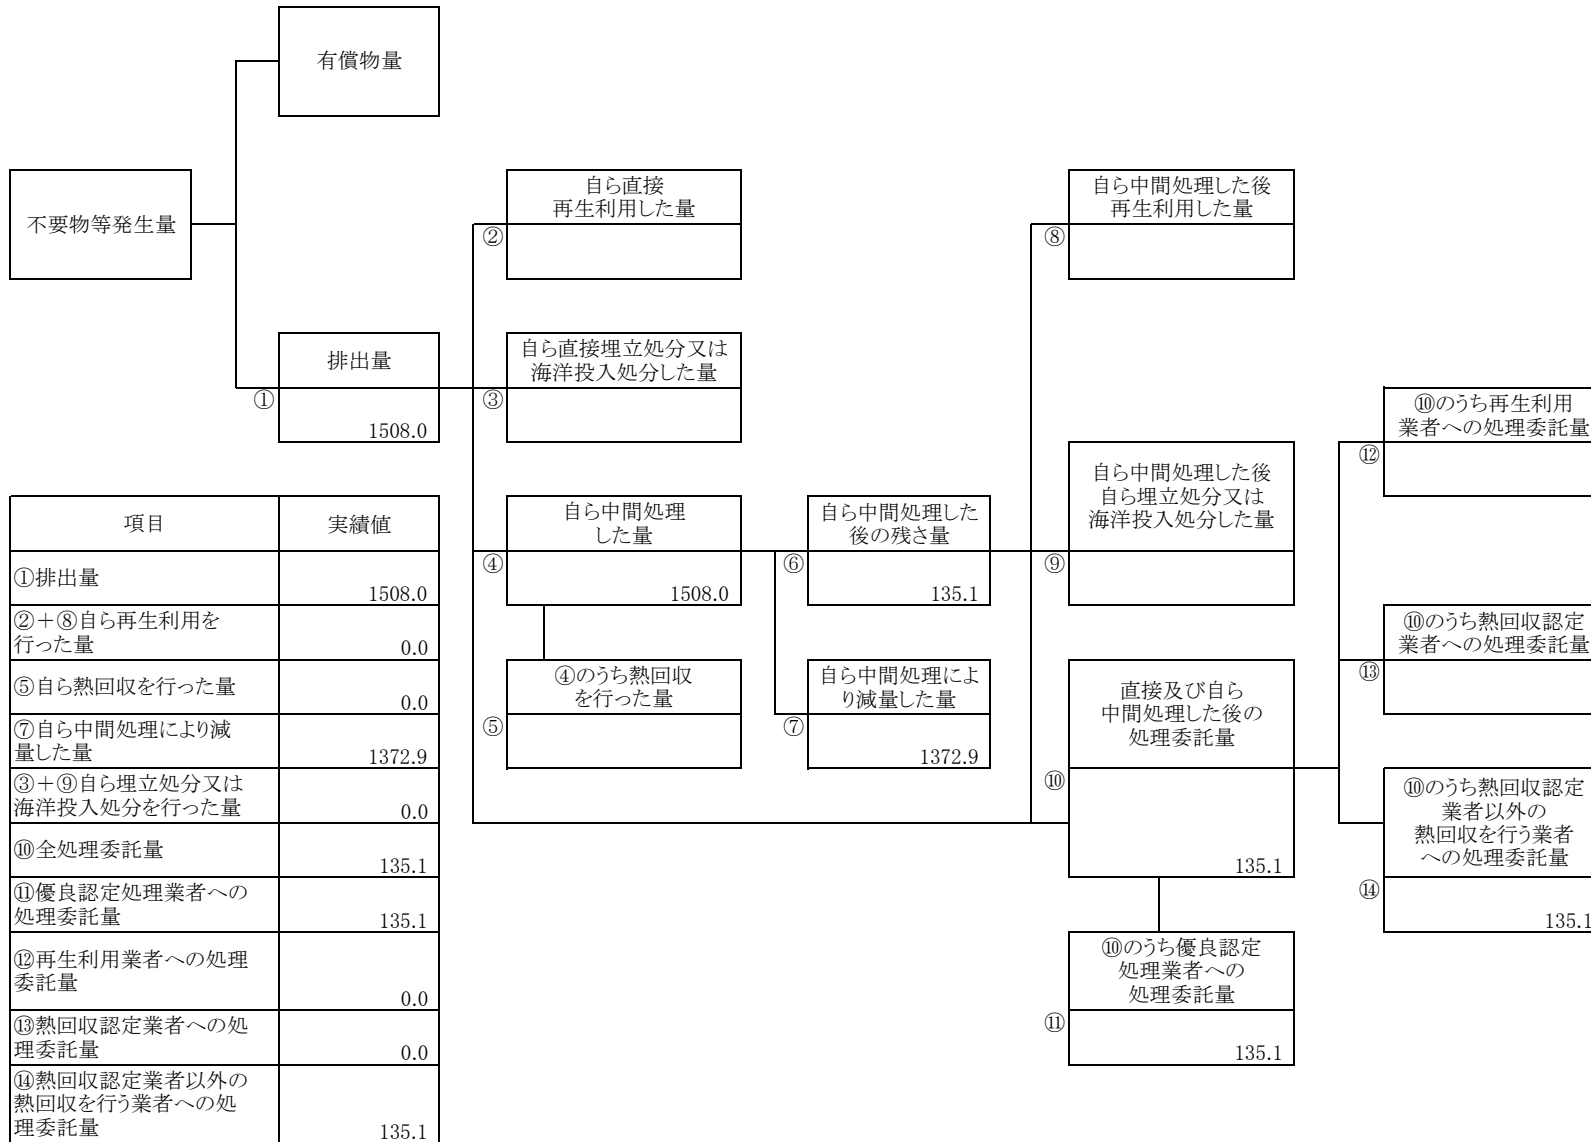 有償物量
不要物等発生量
自ら直接
再生利用した量
②
自ら中間処理した後
再生利用した量
⑧
排出量
①
1508.0
自ら直接埋立処分又は
海洋投入処分した量
③
⑩のうち再生利用
業者への処理委託量
⑫
自ら中間処理
した量
④
1508.0
自ら中間処理した
後の残さ量
⑥
135.1
自ら中間処理した後
自ら埋立処分又は
海洋投入処分した量
⑨
⑩のうち熱回収認定
業者への処理委託量
⑬
④のうち熱回収
を行った量
⑤
自ら中間処理によ
り減量した量
⑦
1372.9
直接及び自ら
中間処理した後の
処理委託量
⑩
135.1
⑩のうち熱回収認定
業者以外の
熱回収を行う業者
への処理委託量
⑭
135.1
⑩のうち優良認定
処理業者への
処理委託量
⑪
135.1
項目 実績値
①排出量
1508.0
②+⑧自ら再生利用を
行った量
0.0
⑤自ら熱回収を行った量
0.0
⑦自ら中間処理により減
量した量
1372.9
③+⑨自ら埋立処分又は
海洋投入処分を行った量
0.0
⑩全処理委託量
135.1
⑪優良認定処理業者への
処理委託量
135.1
⑫再生利用業者への処理
委託量
0.0
⑬熱回収認定業者への処
理委託量
0.0
⑭熱回収認定業者以外の
熱回収を行う業者への処
理委託量
135.1